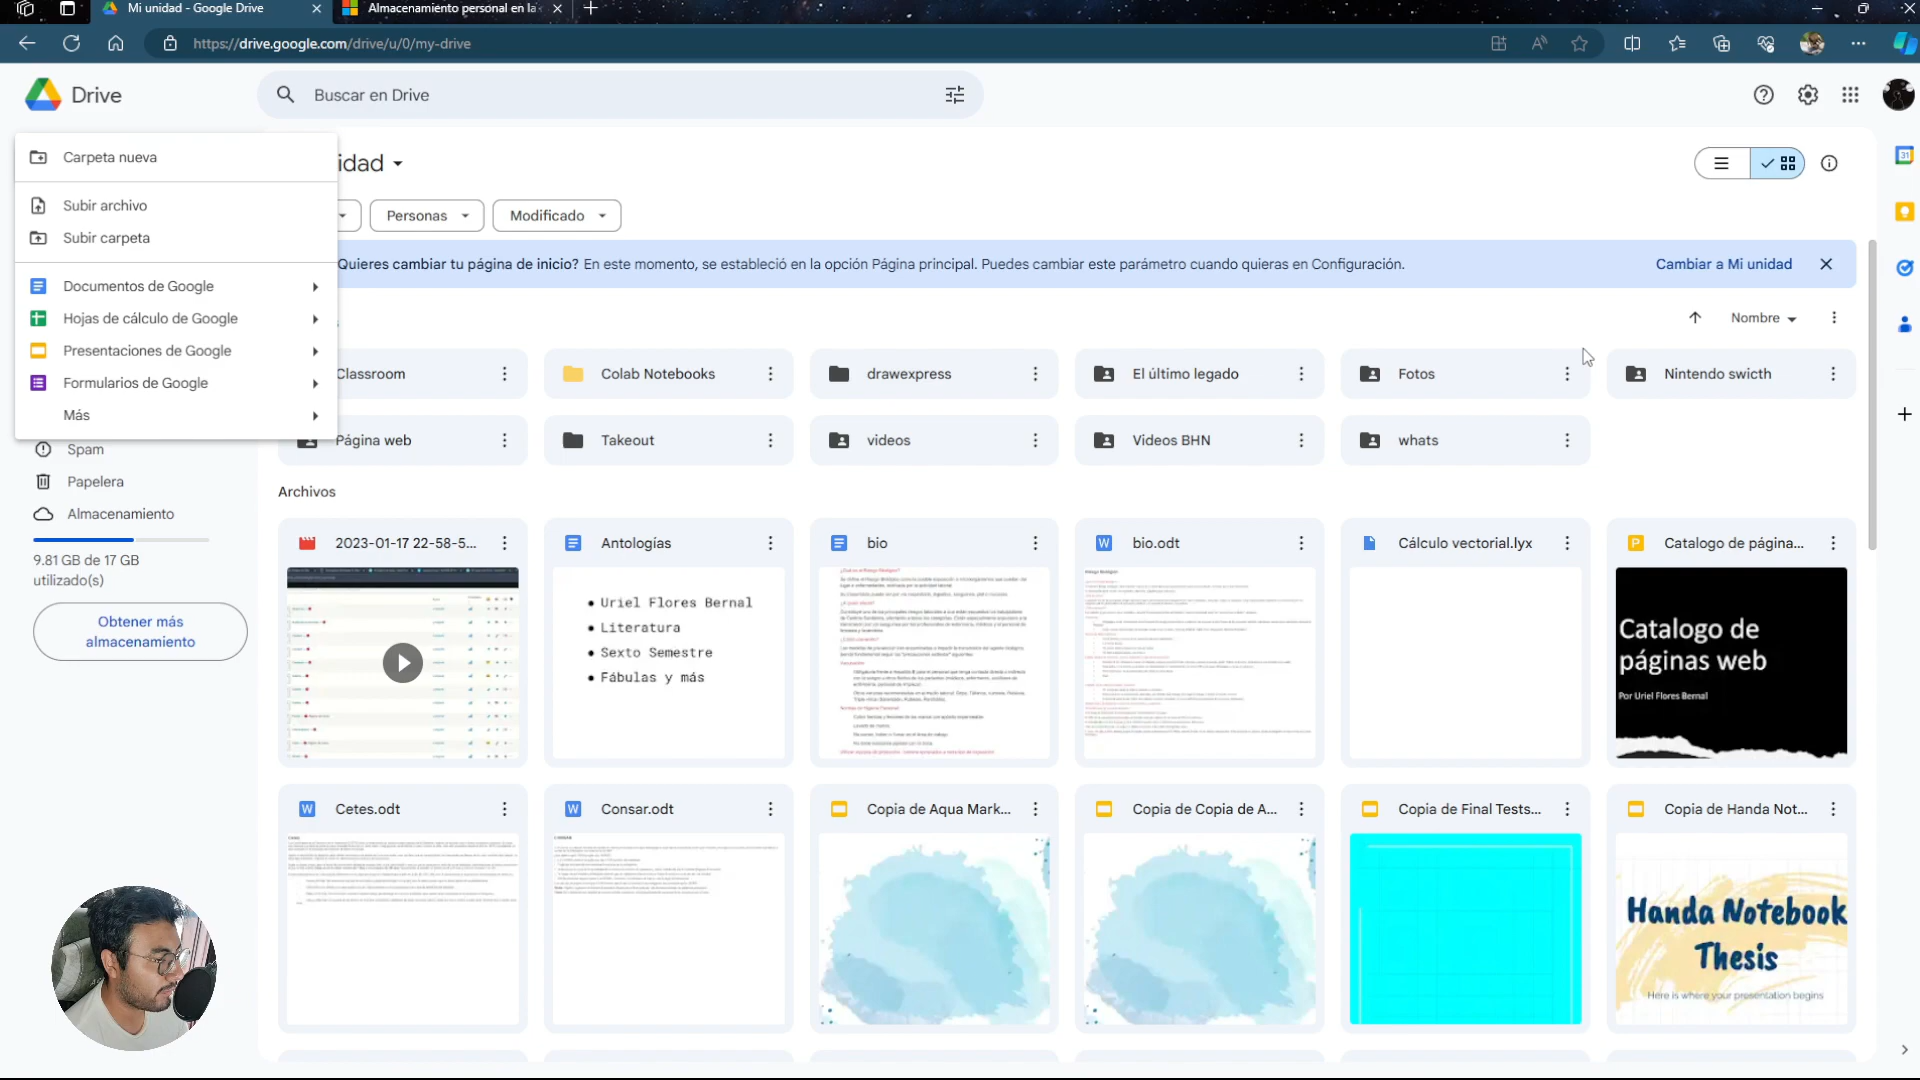 Mi unidad - Google Drive
Almacenamiento personal en la
https://drive.google.com/drive/u/0/my-drive
Drive
Buscar en Drive
Carpeta nueva
Subir archivo
Subir carpeta
Documentos de Google
Hojas de cálculo de Google
Presentaciones de Google
Formularios de Google
Más
Spam
Papelera
Almacenamiento
9.81 GB de 17 GB
utilizado(s)
Obtener más
almacenamiento
idad
Personas
Modificado
Quieres cambiar tu página de inicio? En este momento, se estableció en la opción Página principal. Puedes cambiar este parámetro cuando quieras en Configuración.
Cambiar a Mi unidad
Nombre
Classroom
Colab Notebooks
drawexpress
El último legado
Fotos
Nintendo swicth
Página web
Takeout
videos
Videos BHN
whats
Archivos
2023-01-17 22-58-5...
Antologías
bio
bio.odt
Cálculo vectorial.lyx
Catalogo de página...
• Uriel Flores Bernal
• Literatura
• Sexto Semestre
• Fábulas y más
Catalogo de
páginas web
Por Uriel Flores Bernal
Cetes.odt
Consar.odt
Copia de Aqua Mark...
Copia de Copia de A...
Copia de Final Tests...
Copia de Handa Not...
Handa Notebook
Thesis
Here is where your presentation begins
31